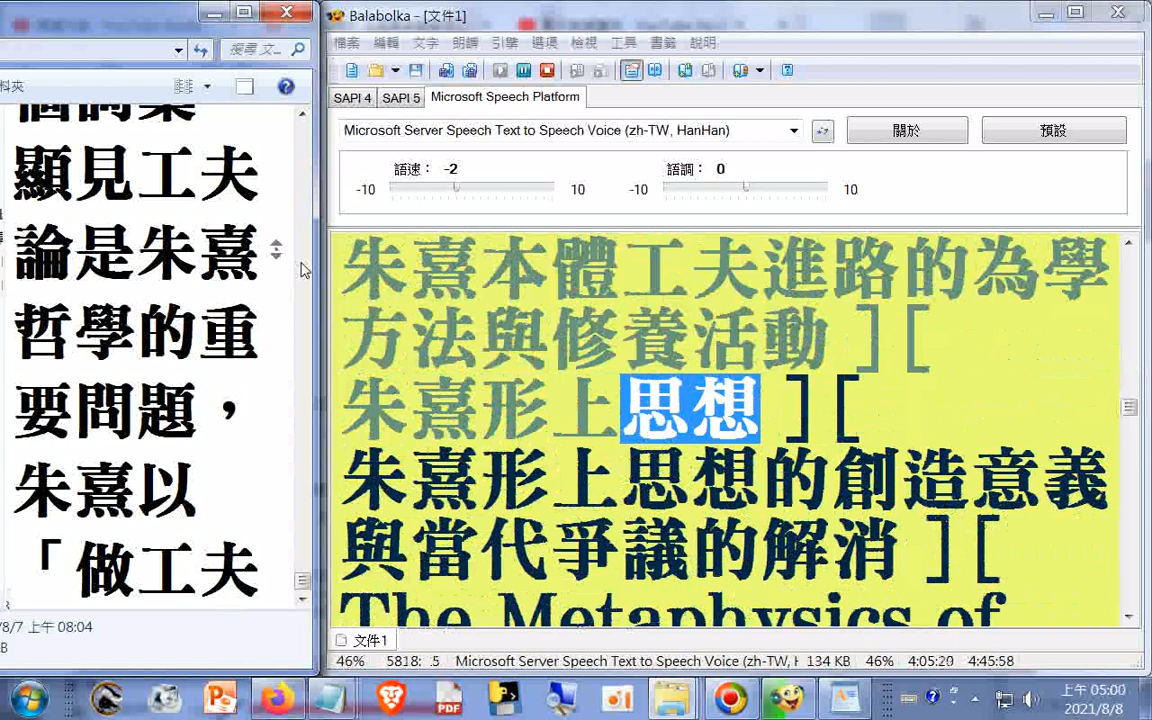 搜尋 文...
料夾
顯見工夫
論是朱熹
哲學的重
要問題，
朱熹以
「做工夫
/8/7 上午 08:04
B
Balabolka - [文件1]
檔案 編輯 文字 朗讀 引擎 選項 檢視 工具 書籤 說明
SAPI 4 SAPI 5 Microsoft Speech Platform
Microsoft Server Speech Text to Speech Voice (zh-TW, HanHan)
關於 預設
語速： -2 語調： 0
-10 10 -10 10
朱熹本體工夫進路的為學
方法與修養活動 ][
朱熹形上思想 ][
朱熹形上思想的創造意義
與當代爭議的解消 ][
The Metaphysics of
文件1
46% 5818: .5 Microsoft Server Speech Text to Speech Voice (zh-TW, H 134 KB 46% 4:05:20 4:45:58
上午 05:00
2021/8/8